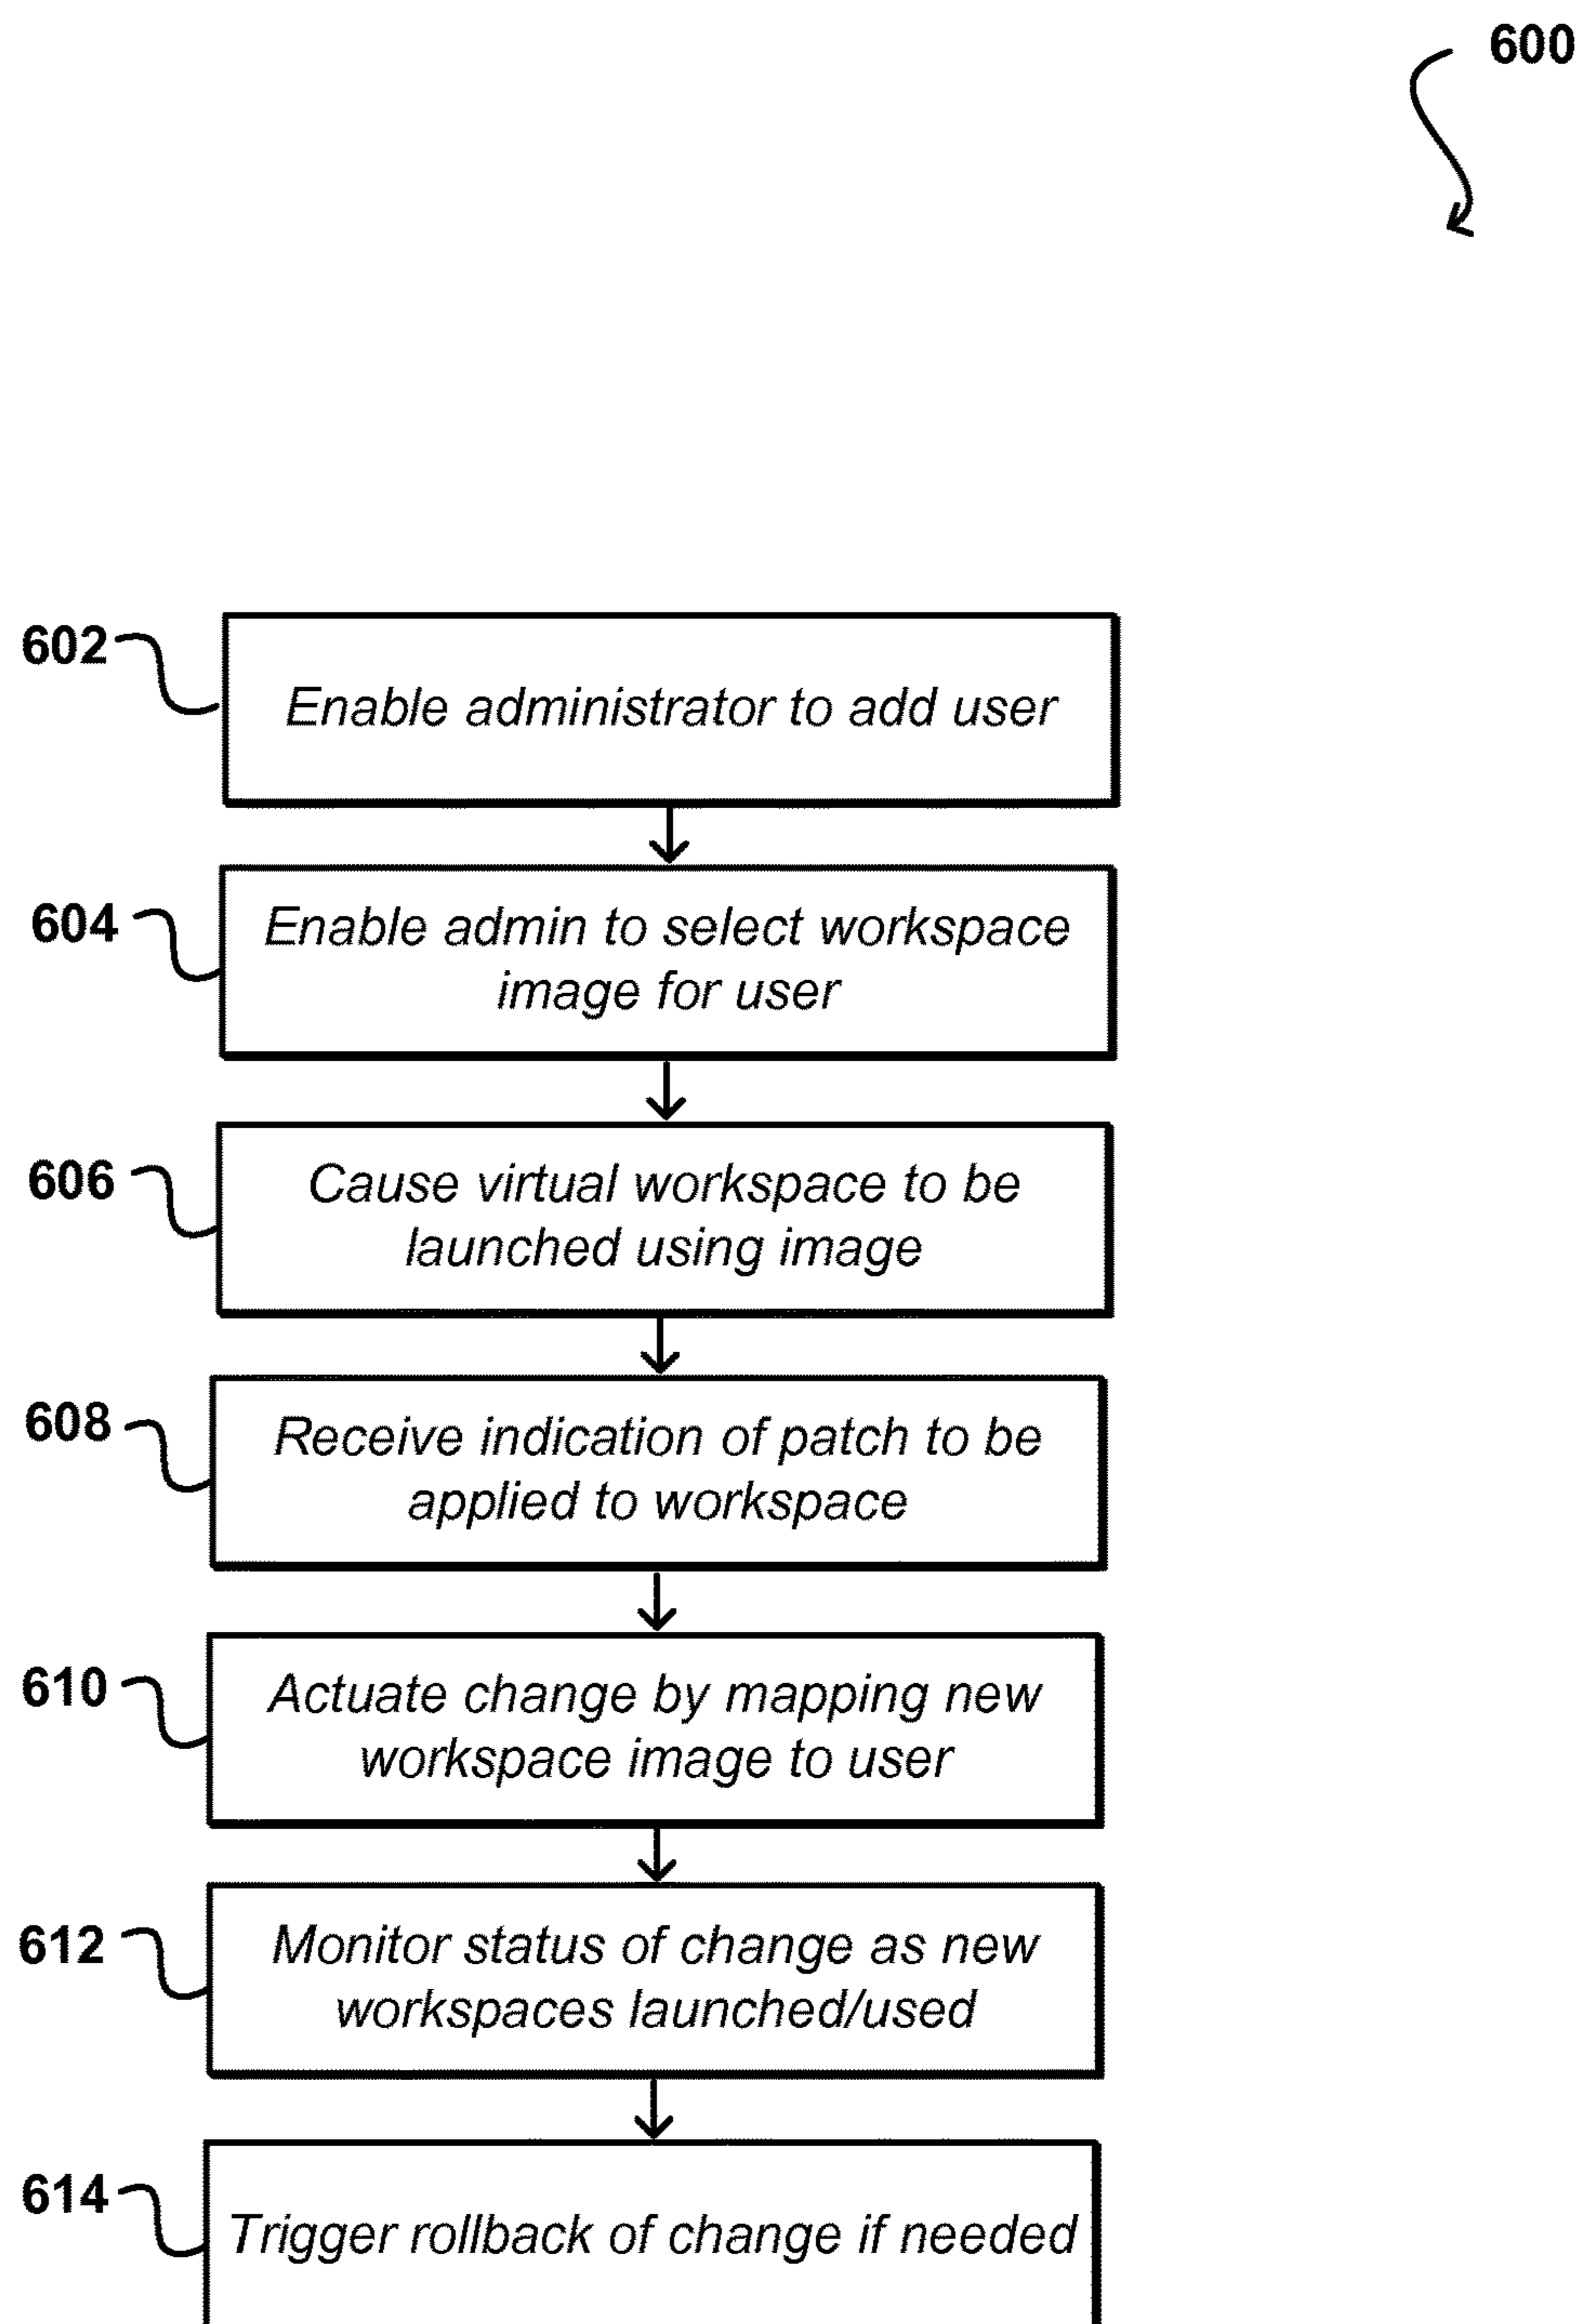 600
602
Enable administrator to add user
604
Enable admin to select workspace
image for user
606
Cause virtual workspace to be
launched using image
608
Receive indication of patch to be
applied to workspace
610
Actuate change by mapping new
workspace image to user
612
Monitor status of change as new
workspaces launched/used
614
Trigger rollback of change if needed